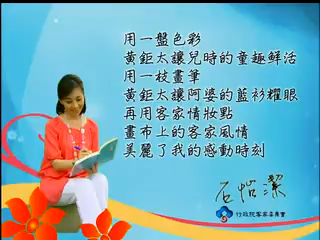 用一盤色彩
黃鉅太讓兒時的童趣鮮活
用一枝畫筆
黃鉅太讓阿婆的藍衫耀眼
再用客家情妝點
畫布上的客家風情
美麗了我的感動時刻
石怡潔
行政院客家委員會